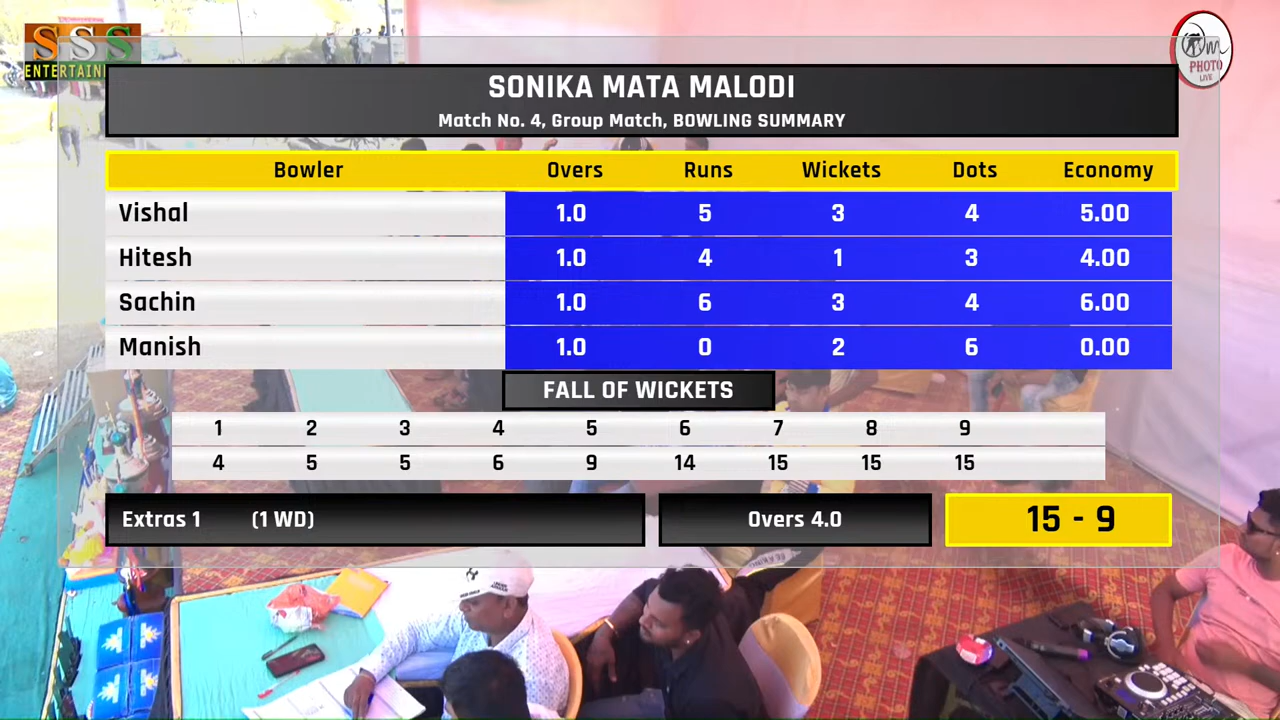 SSS
ENTERTAIN
PHOTO
LIVE
SONIKA MATA MALODI
Match No. 4, Group Match, BOWLING SUMMARY
Bowler Overs Runs Wickets Dots Economy
Vishal 1.0 5 3 4 5.00
Hitesh 1.0 4 1 3 4.00
Sachin 1.0 6 3 4 6.00
Manish 1.0 0 2 6 0.00
FALL OF WICKETS
1 2 3 4 5 6 7 8 9
4 5 5 6 9 14 15 15 15
Extras 1 (1 WD) Overs 4.0 15 - 9